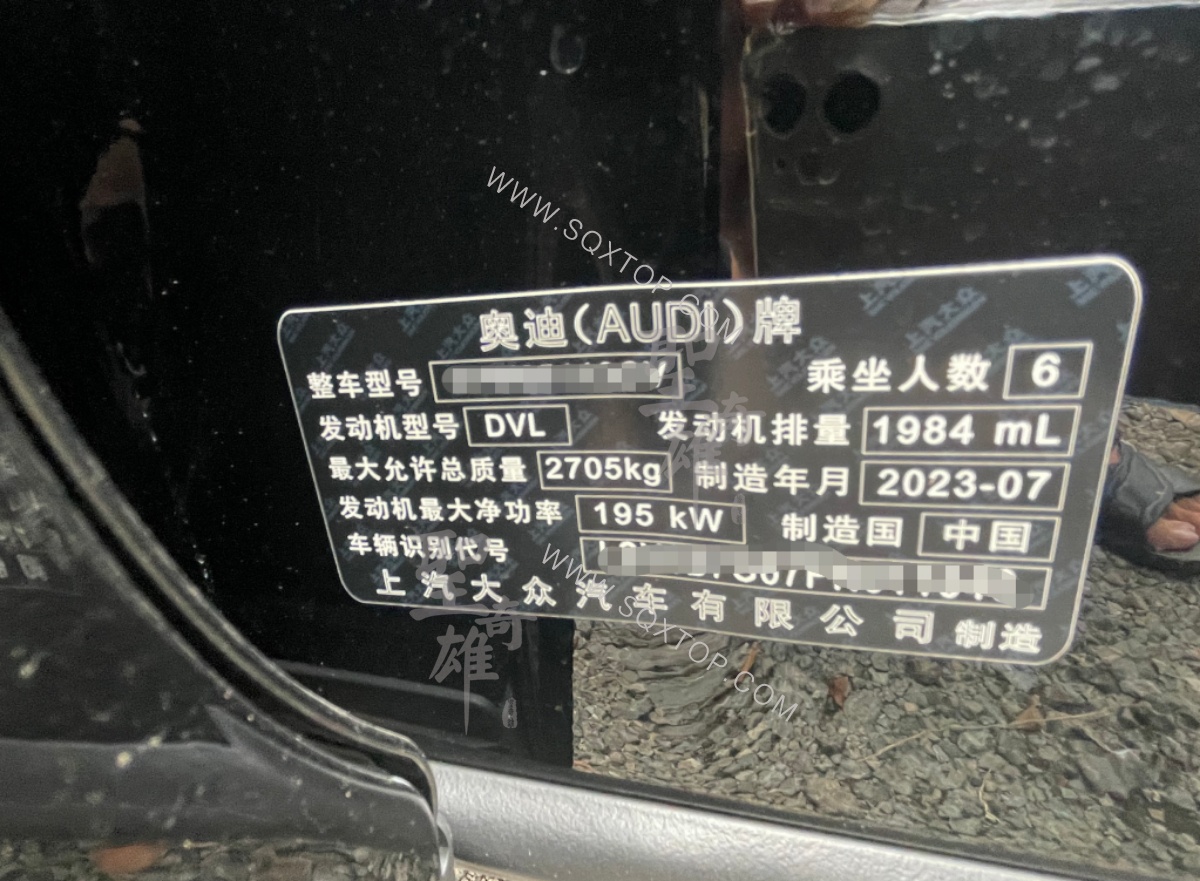 奥迪(AUDI)牌
整车型号 乘坐人数 6
发动机型号 DVL 发动机排量 1984 mL
最大允许总质量 2705kg 制造年月 2023-07
发动机最大净功率 195 kW 制造国 中国
车辆识别代号
上汽大众汽车有限公司 制造
WWW.SQXTOP.COM
WWW.SQXTOP.COM